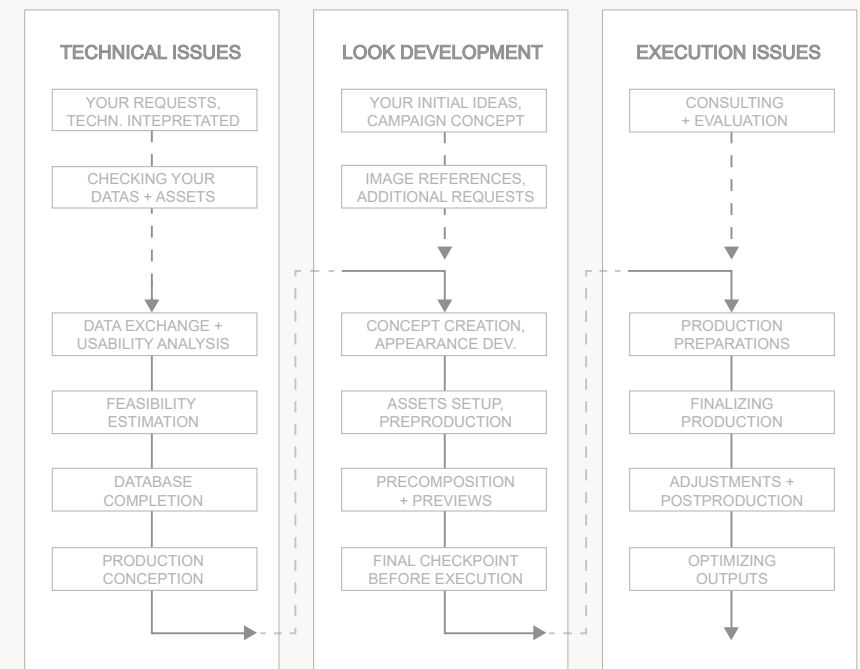 TECHNICAL ISSUES
YOUR REQUESTS,
TECHN. INTEPRETATED
CHECKING YOUR
DATAS + ASSETS
DATA EXCHANGE +
USABILITY ANALYSIS
FEASIBILITY
ESTIMATION
DATABASE
COMPLETION
PRODUCTION
CONCEPTION
LOOK DEVELOPMENT
YOUR INITIAL IDEAS,
CAMPAIGN CONCEPT
IMAGE REFERENCES,
ADDITIONAL REQUESTS
CONCEPT CREATION,
APPEARANCE DEV.
ASSETS SETUP,
PREPRODUCTION
PRECOMPOSITION
+ PREVIEWS
FINAL CHECKPOINT
BEFORE EXECUTION
EXECUTION ISSUES
CONSULTING
+ EVALUATION
PRODUCTION
PREPARATIONS
FINALIZING
PRODUCTION
ADJUSTMENTS +
POSTPRODUCTION
OPTIMIZING
OUTPUTS